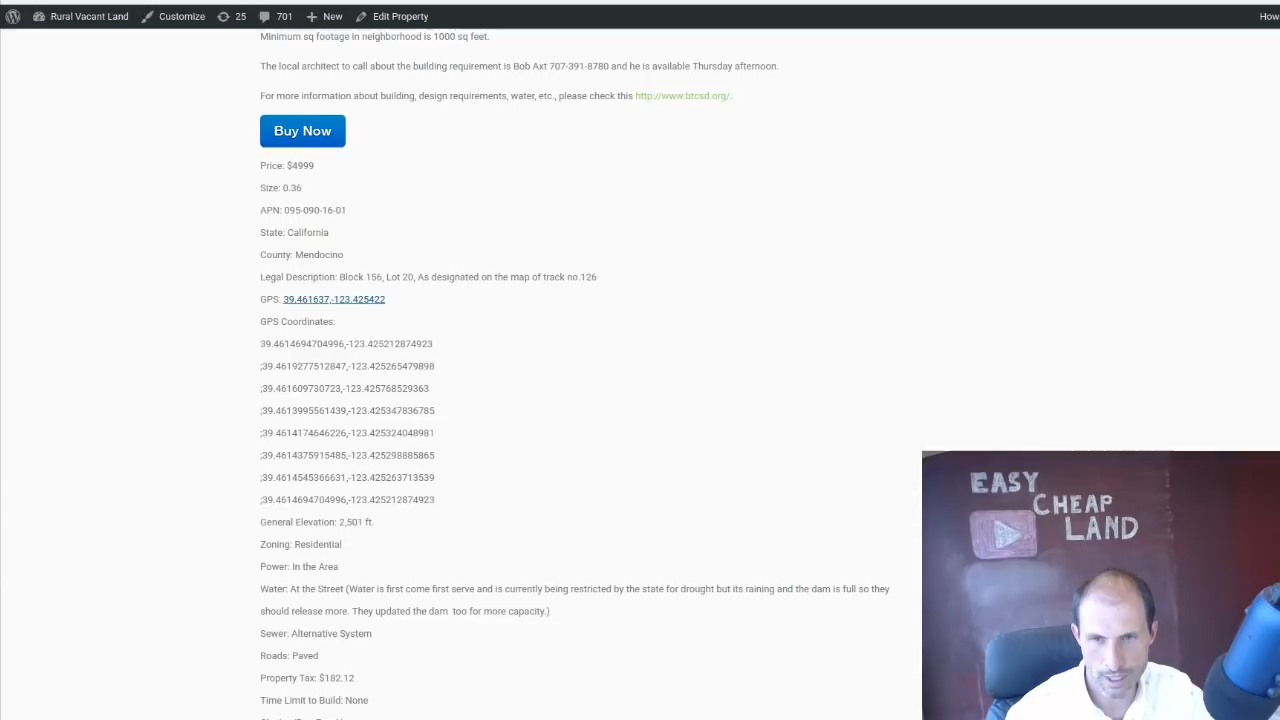 Rural Vacant Land Customize 25 701 New Edit Property How
Minimum sq footage in neighborhood is 1000 sq feet.
The local architect to call about the building requirement is Bob Axt 707-391-8780 and he is available Thursday afternoon.
For more information about building, design requirements, water, etc., please check this http://www.btcsd.org/.
Buy Now
Price: $4999
Size: 0.36
APN: 095-090-16-01
State: California
County: Mendocino
Legal Description: Block 156, Lot 20, As designated on the map of track no.126
GPS: 39.461637,-123.425422
GPS Coordinates:
39.4614694704996,-123.425212874923
;39.4619277512847,-123.425265479898
;39.461609730723,-123.425768529363
;39.4613995561439,-123.425347836785
;39.4614174646226,-123.425324048981
;39.4614375915485,-123.425298885865
;39.4614545366631,-123.425263713539
;39.4614694704996,-123.425212874923
General Elevation: 2,501 ft.
Zoning: Residential
Power: In the Area
Water: At the Street (Water is first come first serve and is currently being restricted by the state for drought but its raining and the dam is full so they
should release more. They updated the dam too for more capacity.)
Sewer: Alternative System
Roads: Paved
Property Tax: $182.12
Time Limit to Build: None
EASY
CHEAP
LAND